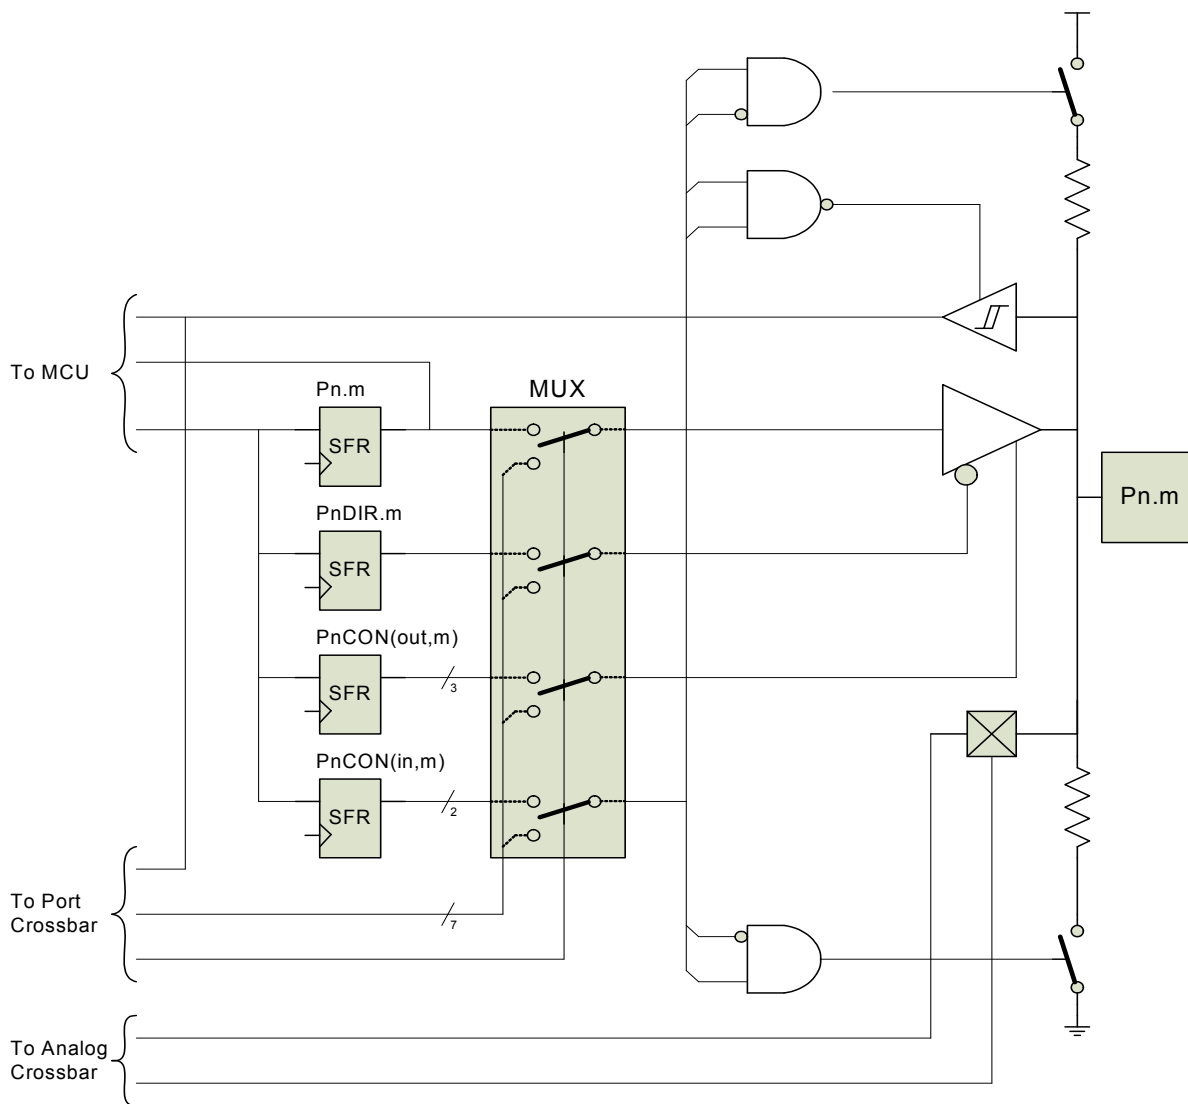 To MCU
Pn.m
SFR
MUX
PnDIR.m
SFR
Pn.m
PnCON(out,m)
SFR
3
PnCON(in,m)
SFR
2
To Port
Crossbar
7
To Analog
Crossbar